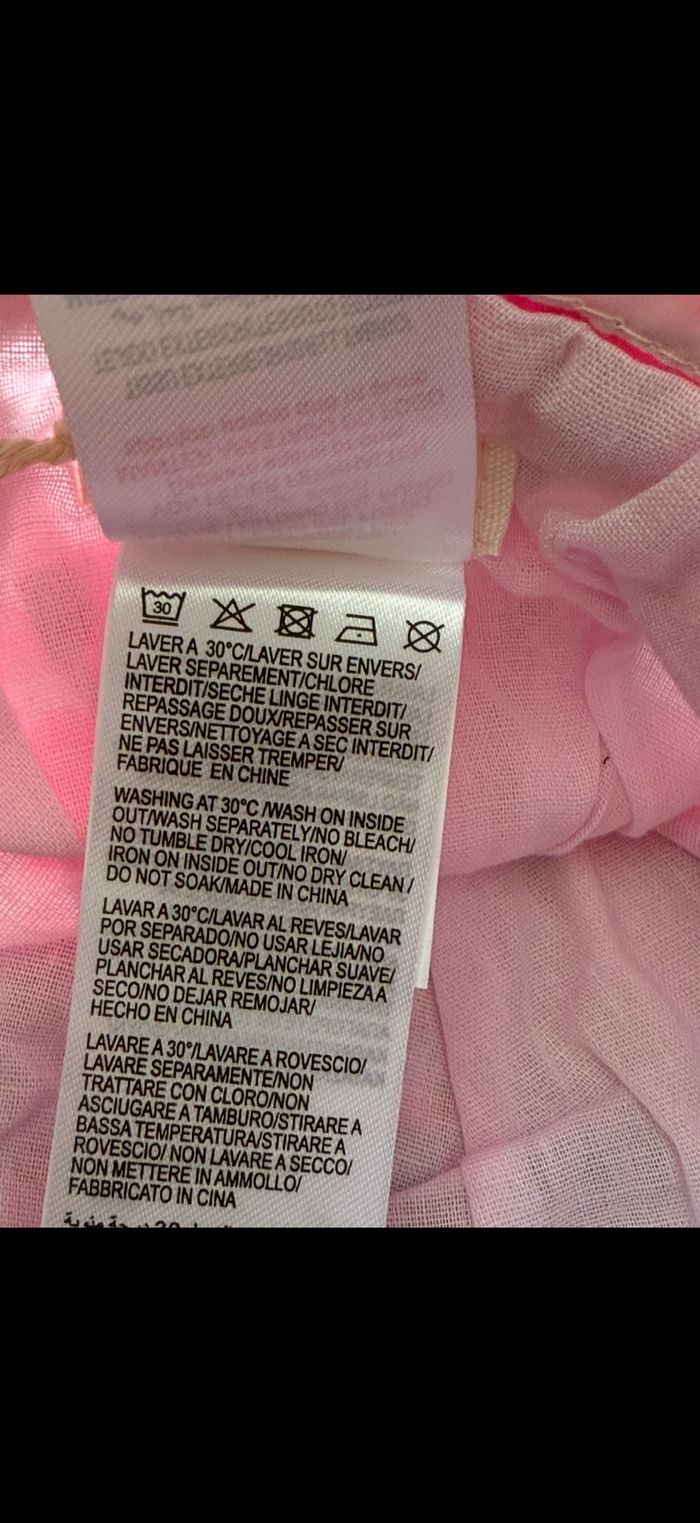 30
LAVER A 30°C/LAVER SUR ENVERS/
LAVER SEPAREMENT/CHLORE
INTERDIT/SECHE LINGE INTERDIT/
REPASSAGE DOUX/REPASSER SUR
ENVERS/NETTOYAGE A SEC INTERDIT/
NE PAS LAISSER TREMPER/
FABRIQUE EN CHINE
WASHING AT 30°C /WASH ON INSIDE
OUT/WASH SEPARATELY/NO BLEACH/
NO TUMBLE DRY/COOL IRON/
IRON ON INSIDE OUT/NO DRY CLEAN /
DO NOT SOAK/MADE IN CHINA
LAVAR A 30°C/LAVAR AL REVES/LAVAR
POR SEPARADO/NO USAR LEJIA/NO
USAR SECADORA/PLANCHAR SUAVE/
PLANCHAR AL REVES/NO LIMPIEZA A
SECO/NO DEJAR REMOJAR/
HECHO EN CHINA
LAVARE A 30°/LAVARE A ROVESCIO/
LAVARE SEPARAMENTE/NON
TRATTARE CON CLORO/NON
ASCIUGARE A TAMBURO/STIRARE A
BASSA TEMPERATURA/STIRARE A
ROVESCIO/ NON LAVARE A SECCO/
NON METTERE IN AMMOLLO/
FABBRICATO IN CINA